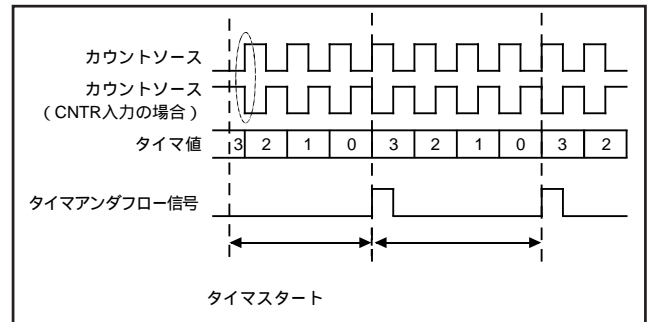 カウントソース
カウントソース
(CNTR入力の場合)
タイマ値 3 2 1 0 3 2 1 0 3 2
タイマアンダフロー信号
タイマスタート